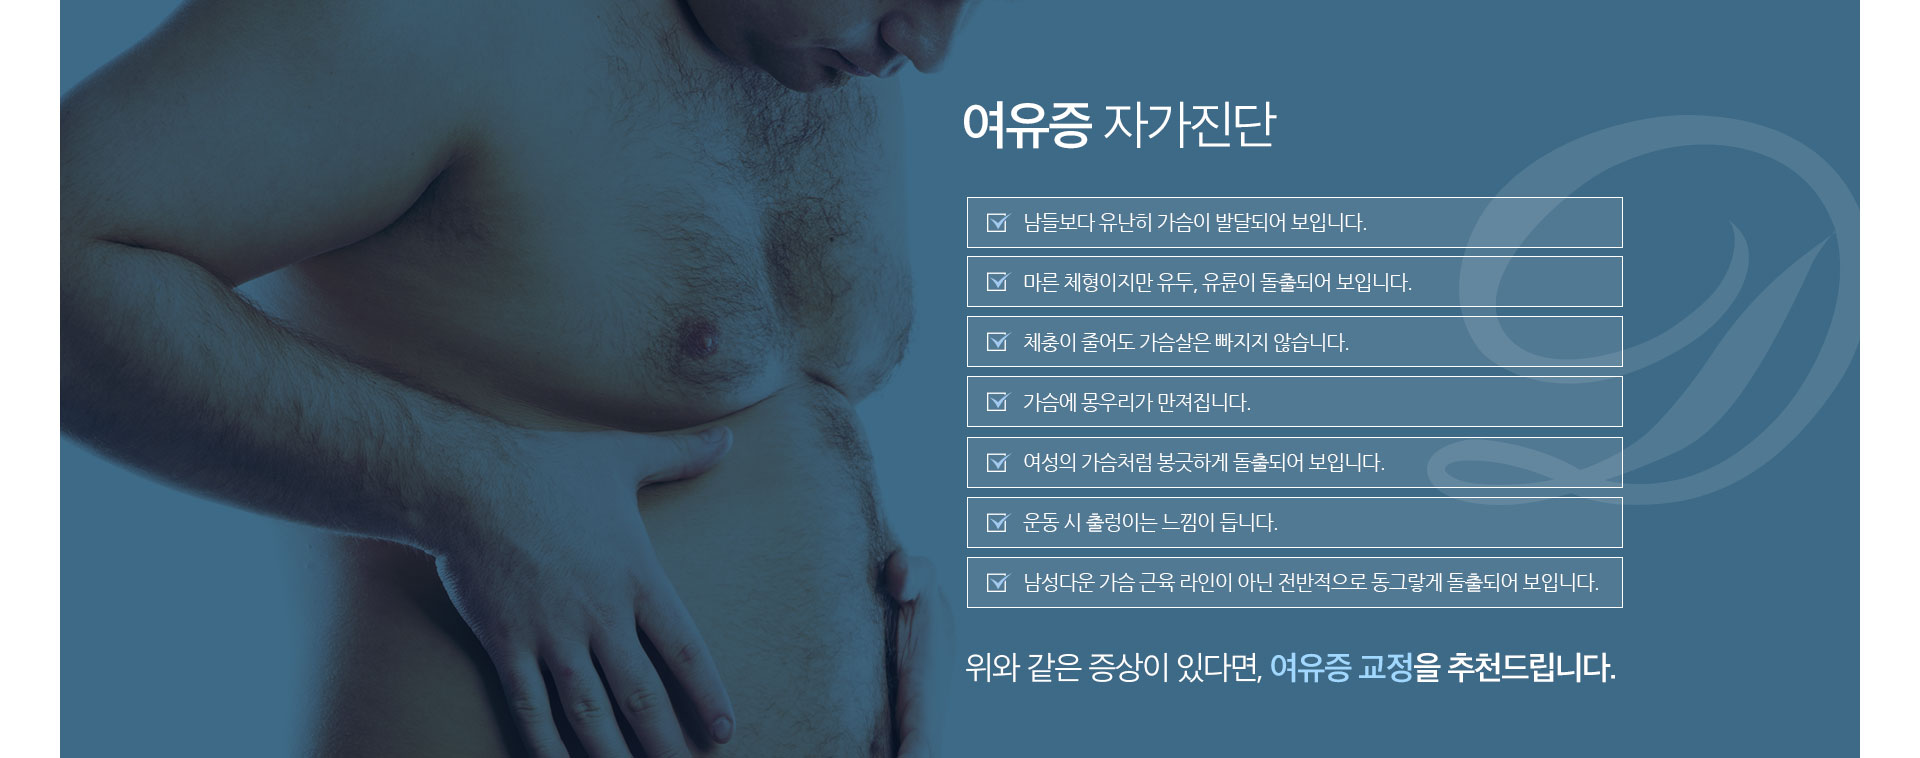 여유증 자가진단
남들보다 유난히 가슴이 발달되어 보입니다.
마른 체형이지만 유두, 유륜이 돌출되어 보입니다.
체충이 줄어도 가슴살은 빠지지 않습니다.
가슴에 몽우리가 만져집니다.
여성의 가슴처럼 봉긋하게 돌출되어 보입니다.
운동 시 출렁이는 느낌이 듭니다.
남성다운 가슴 근육 라인이 아닌 전반적으로 동그랗게 돌출되어 보입니다.
위와 같은 증상이 있다면, 여유증 교정을 추천드립니다.